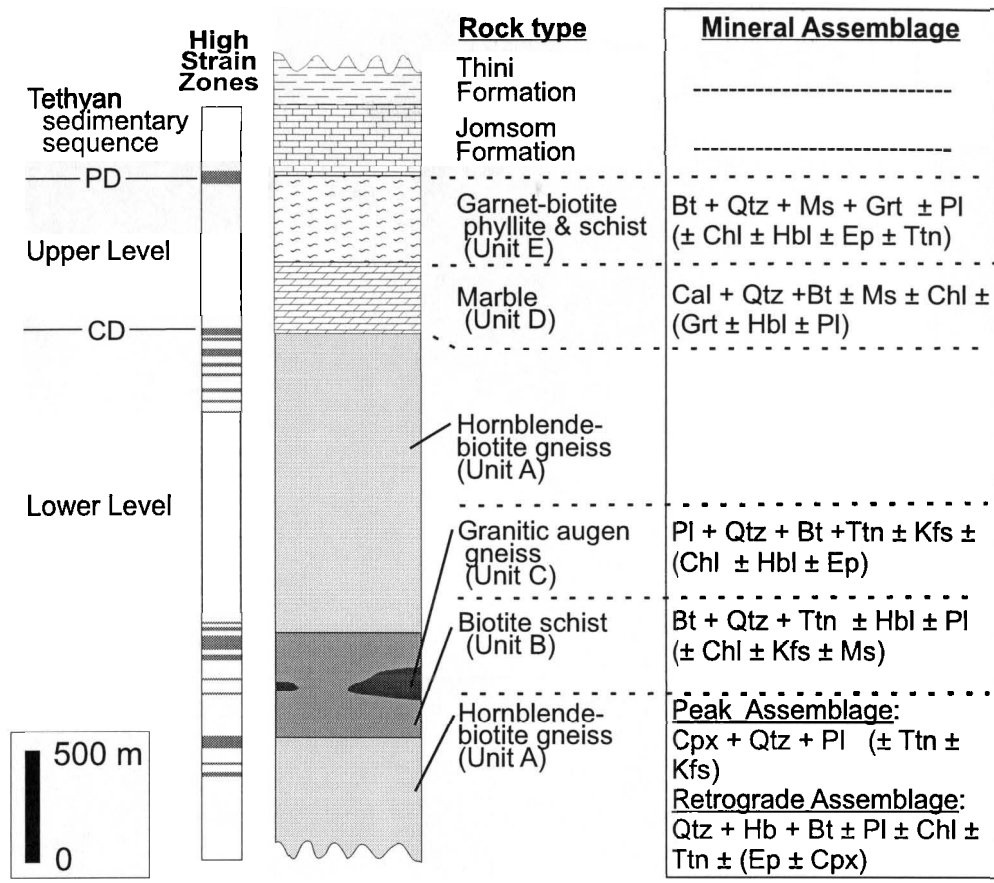 High
Strain
Zones
Tethyan
sedimentary
sequence
PD
Upper Level
CD
Lower Level
500 m
0
Rock type
Thini
Formation
Jomsom
Formation
Garnet-biotite
phyllite & schist
(Unit E)
Marble
(Unit D)
Hornblende-
biotite gneiss
(Unit A)
Granitic augen
gneiss
(Unit C)
Biotite schist
(Unit B)
Hornblende-
biotite gneiss
(Unit A)
Mineral Assemblage
Bt + Qtz + Ms + Grt ± Pl
(± Chl ± Hbl ± Ep ± Ttn)
Cal + Qtz +Bt ± Ms ± Chl ±
(Grt ± Hbl ± Pl)
Pl + Qtz + Bt +Ttn ± Kfs ±
(Chl ± Hbl ± Ep)
Bt + Qtz + Ttn ± Hbl ± Pl
(± Chl ± Kfs ± Ms)
Peak Assemblage:
Cpx + Qtz + Pl (± Ttn ±
Kfs)
Retrograde Assemblage:
Qtz + Hb + Bt ± Pl ± Chl ±
Ttn ± (Ep ± Cpx)